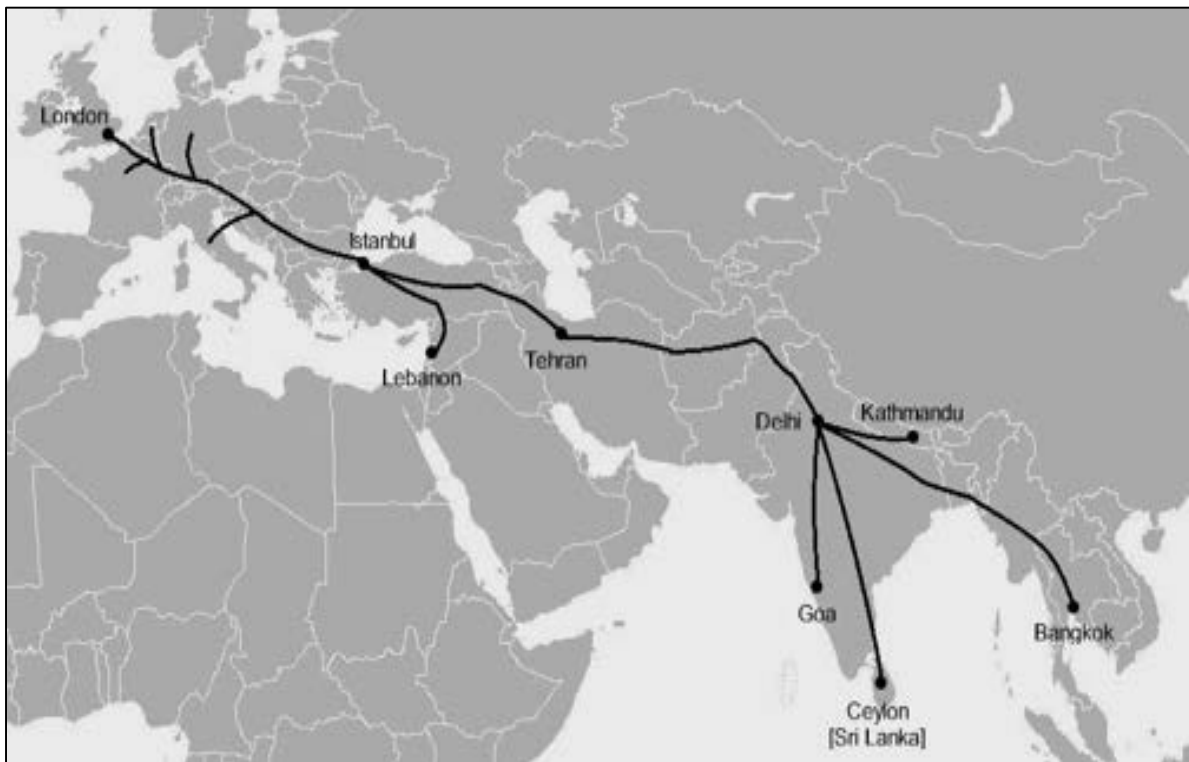 London
Istanbul
Tehran
Lebanon
Delhi
Kathmandu
Goa
Bangkok
Ceylon
[Sri Lanka]